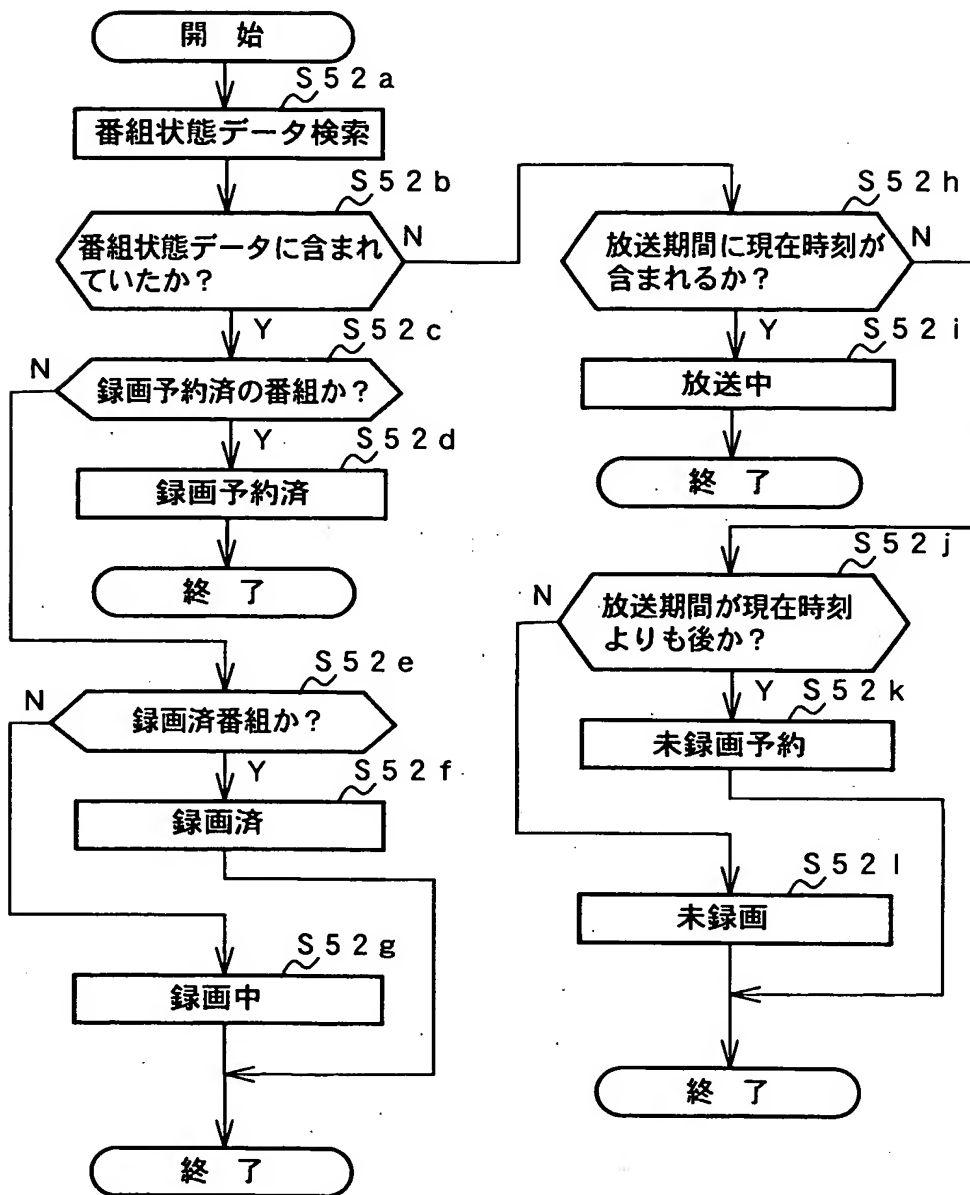 開 始
S52a
番組状態データ検索
S52b
番組状態データに含まれ
ていたか?
N
Y
S52c
N
録画予約済の番組か?
Y
S52d
録画予約済
終 了
S52e
N
録画済番組か?
Y
S52f
録画済
S52g
録画中
終 了
S52h
放送期間に現在時刻が
含まれるか?
N
Y
S52i
放送中
終 了
S52j
N
放送期間が現在時刻
よりも後か?
Y
S52k
未録画予約
S52l
未録画
終 了